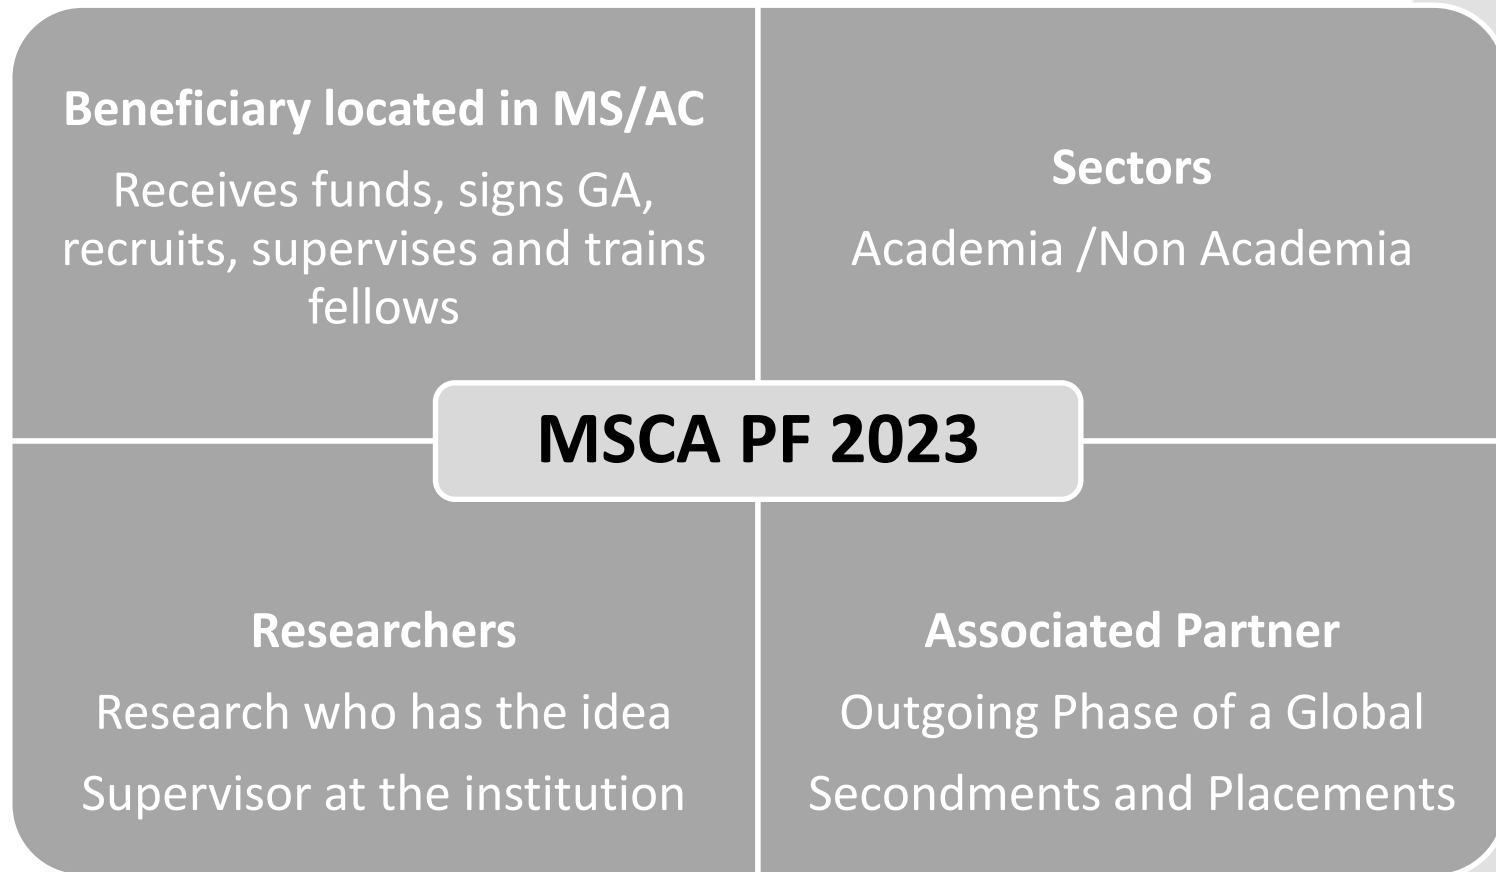 Beneficiary located in MS/AC
Receives funds, signs GA,
recruits, supervises and trains
fellows
Sectors
Academia /Non Academia
MSCA PF 2023
Researchers
Research who has the idea
Supervisor at the institution
Associated Partner
Outgoing Phase of a Global
Secondments and Placements